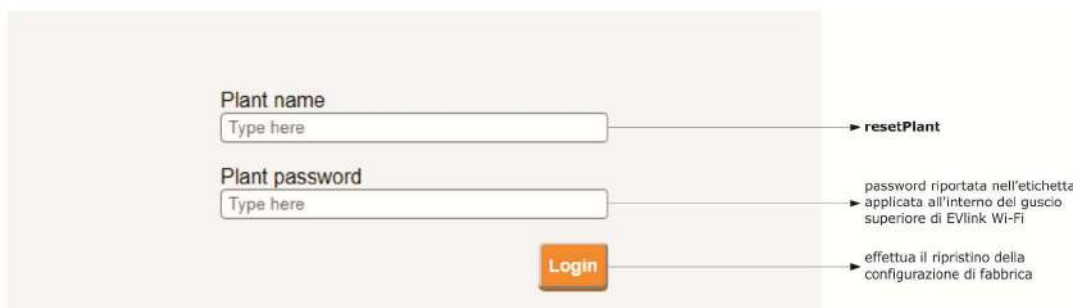 Plant name
Type here
resetPlant
Plant password
Type here
password riportata nell'etichetta
applicata all'interno del guscio
superiore di EVlink Wi-Fi
Login
effettua il ripristino della
configurazione di fabbrica